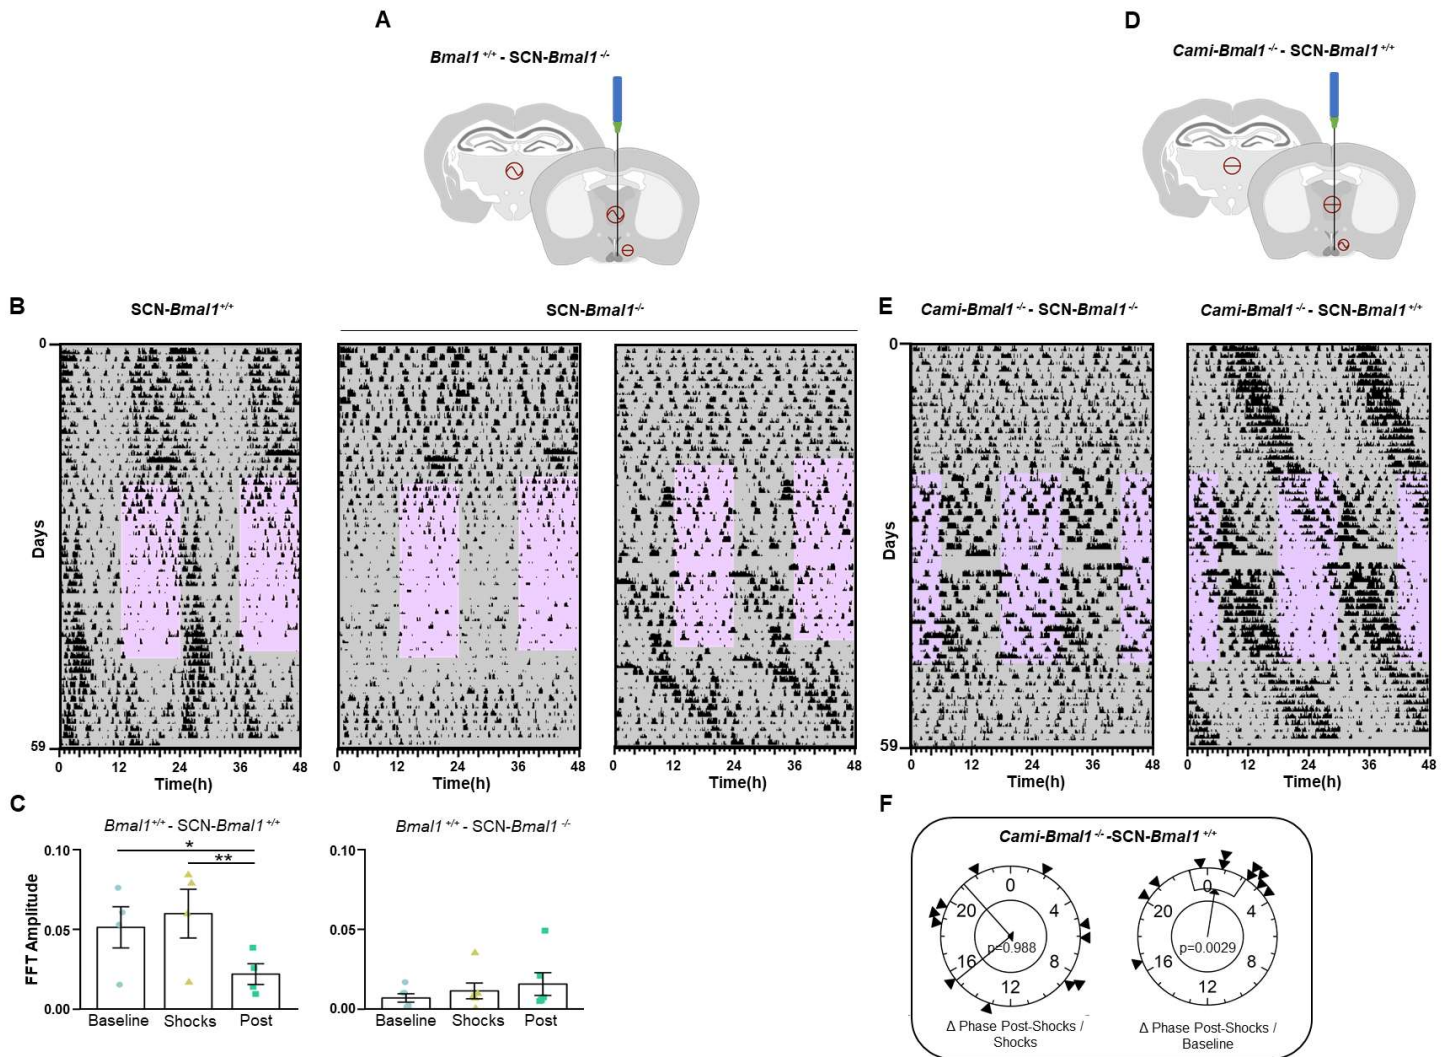 A
Bmal1+/+ - SCN-Bmal1-/-
D
Cami-Bmal1-/- - SCN-Bmal1+/+
B
SCN-Bmal1+/+
SCN-Bmal1-/-
0
Days
59
0 12 24 36 48
Time(h)
0 12 24 36 48
Time(h)
0 12 24 36 48
Time(h)
E
Cami-Bmal1-/- - SCN-Bmal1-/-
Cami-Bmal1-/- - SCN-Bmal1+/+
0
Days
59
0 12 24 36 48
Time(h)
0 12 24 36 48
Time(h)
C
Bmal1+/+ - SCN-Bmal1+/+
FFT Amplitude
0.10
0.05
0.00
*
**
Baseline Shocks Post
Bmal1+/+ - SCN-Bmal1-/-
0.10
0.05
0.00
Baseline Shocks Post
F
Cami-Bmal1-/--SCN-Bmal1+/+
0
4
8
12
16
20
p=0.988
Δ Phase Post-Shocks /
Shocks
0
4
8
12
16
20
p=0.0029
Δ Phase Post-Shocks /
Baseline